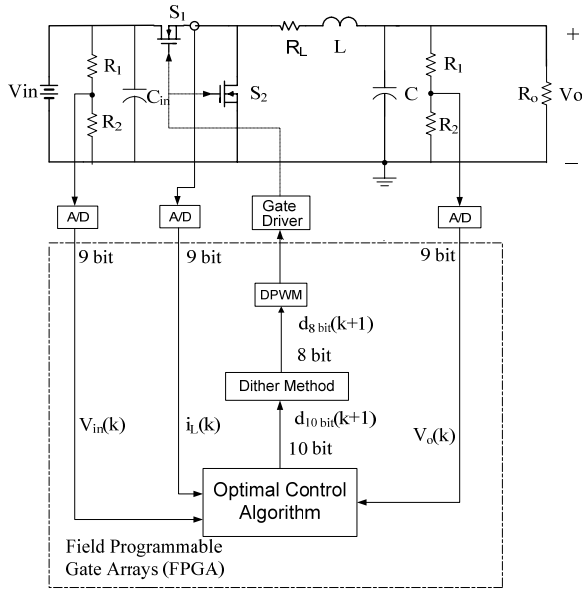 S1
RL
L
+
Vin
R1
R2
Cin
S2
C
R1
R2
Ro
Vo
−
A/D
A/D
Gate
Driver
A/D
9 bit
9 bit
9 bit
DPWM
d8 bit(k+1)
8 bit
Dither Method
d10 bit(k+1)
10 bit
Vin(k)
iL(k)
Vo(k)
Optimal Control
Algorithm
Field Programmable
Gate Arrays (FPGA)